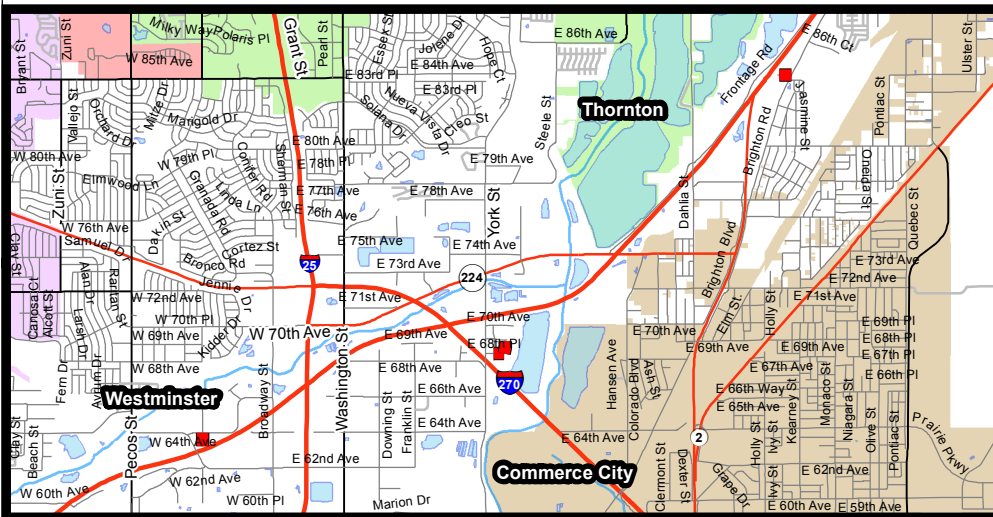 Bryant St
Zuni St
Milky Way
Polaris Pl
W 85th Ave
Grant St
Pearl St
Essex St
Jolene Dr
Hope Ct
E 86th Ave
E 84th Ave
E 83rd Pl
E 83rd Pl
Nueva Vista Dr
Solana Dr
Creo St
Steele St
Thornton
Frontage Rd
E 86th Ct
Ulster St
Pontiac St
Yasmine St
Brighton Rd
Vallejo St
Orchard Dr
Mitze Dr
Marigold Dr
W 80th Ave
E 80th Ave
W 79th Pl
E 78th Pl
E 79th Ave
Conifer Rd
Sherman St
Elmwood Ln
Granada Rd
Linda Ln
E 77th Ave
E 78th Ave
Zuni St
E 76th Ave
York St
Dahlia St
Oneida St
Quebec St
W 76th Ave
Dakin St
Cortez St
E 75th Ave
E 74th Ave
Clay St
Samuel Dr
Bronco Rd
25
E 73rd Ave
224
Brighton Blvd
E 73rd Ave
E 72nd Ave
Canosa Ct
Alcott St
Alan Dr
Raritan St
Jennie Dr
W 72nd Ave
E 71st Ave
E 71st Ave
W 70th Pl
Kidder Dr
W 70th Ave
E 70th Ave
E 70th Ave
Elm St
Holly St
E 69th Pl
Laran Dr
W 69th Ave
E 69th Ave
E 68th Pl
E 69th Ave
E 69th Ave
E 68th Pl
E 67th Pl
W 68th Ave
Washington St
E 68th Ave
270
Hansen Ave
Colorado Blvd
Ash St
E 67th Ave
E 66th Pl
Fern Dr
Avrum Dr
Broadway St
E 66th Ave
E 66th Way
E 65th Ave
Kearney St
Monaco St
Niagara St
Olive St
Pontiac St
Westminster
Downing St
Franklin St
Clay St
Beach St
Pecos St
W 64th Ave
E 64th Ave
E 64th Ave
2
Holly St
Ivy St
Prairie Pkwy
E 62nd Ave
Commerce City
E 62nd Ave
W 62nd Ave
Clermont St
Dexter St
Glape Dr
Ivy St
W 60th Ave
W 60th Pl
Marion Dr
E 60th Ave
E 59th Ave